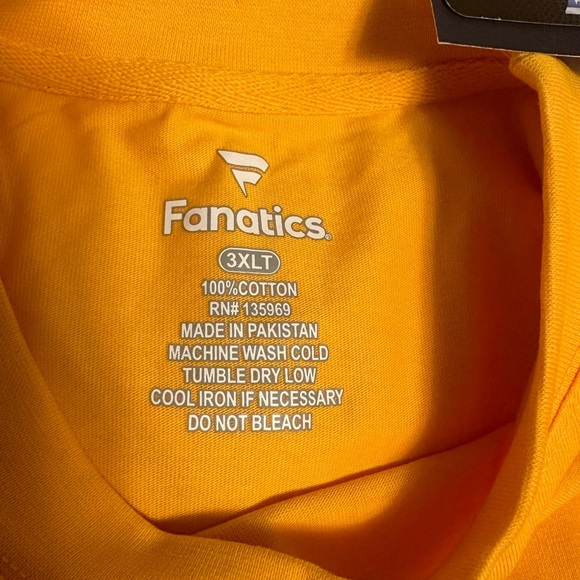 Fanatics®
3XLT
100%COTTON
RN# 135969
MADE IN PAKISTAN
MACHINE WASH COLD
TUMBLE DRY LOW
COOL IRON IF NECESSARY
DO NOT BLEACH